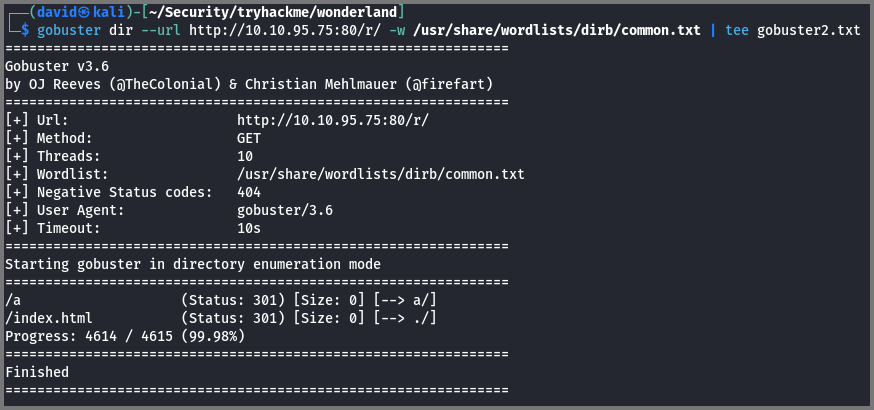 ┌──(david㉿kali)-[~/Security/tryhackme/wonderland]
└─$ gobuster dir --url http://10.10.95.75:80/r/ -w /usr/share/wordlists/dirb/common.txt | tee gobuster2.txt
===============================================================
Gobuster v3.6
by OJ Reeves (@TheColonial) & Christian Mehlmauer (@firefart)
===============================================================
[+] Url:                     http://10.10.95.75:80/r/
[+] Method:                  GET
[+] Threads:                 10
[+] Wordlist:                /usr/share/wordlists/dirb/common.txt
[+] Negative Status codes:   404
[+] User Agent:              gobuster/3.6
[+] Timeout:                 10s
===============================================================
Starting gobuster in directory enumeration mode
===============================================================
/a                    (Status: 301) [Size: 0] [--> a/]
/index.html           (Status: 301) [Size: 0] [--> ./]
Progress: 4614 / 4615 (99.98%)
===============================================================
Finished
===============================================================